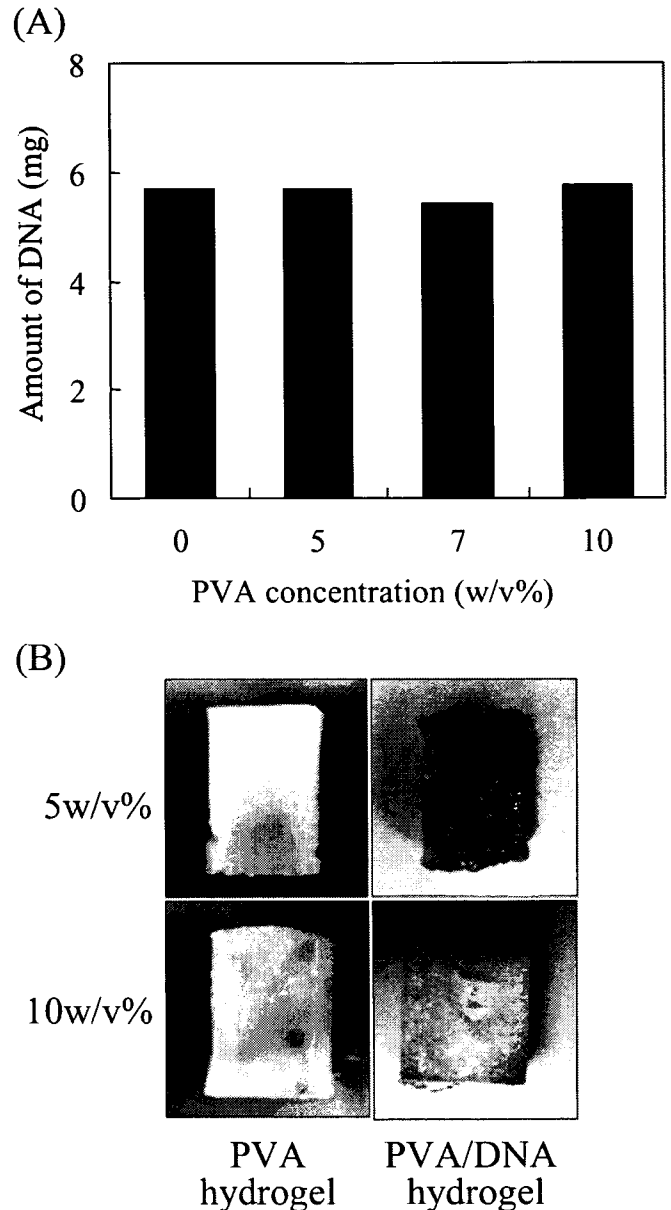 (A)
Amount of DNA (mg)
8
6
4
2
0
0 5 7 10
PVA concentration (w/v%)
(B)
5w/v%
10w/v%
PVA hydrogel
PVA/DNA hydrogel